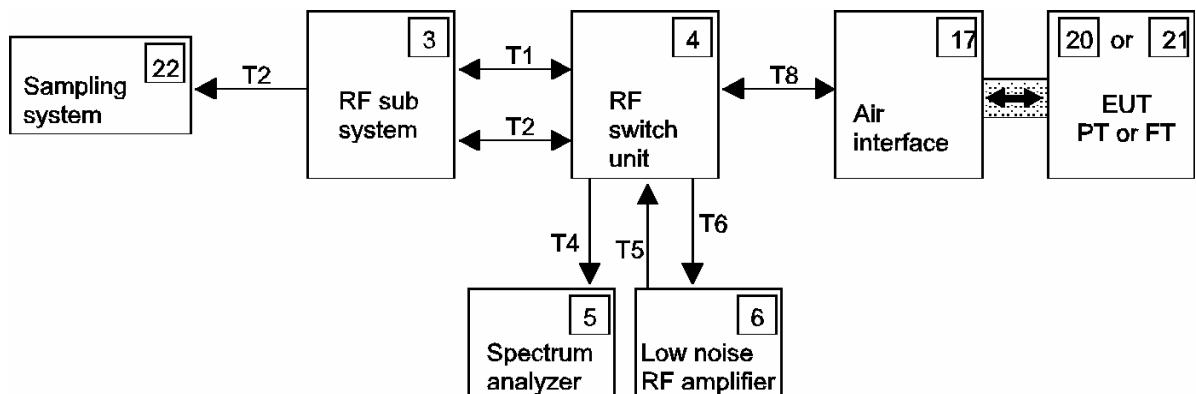 22
Sampling
system
T2
3
RF sub
system
T1
T2
4
RF
switch
unit
T8
17
Air
interface
20 or 21
EUT
PT or FT
T4
T5
T6
5
Spectrum
analyzer
6
Low noise
RF amplifier